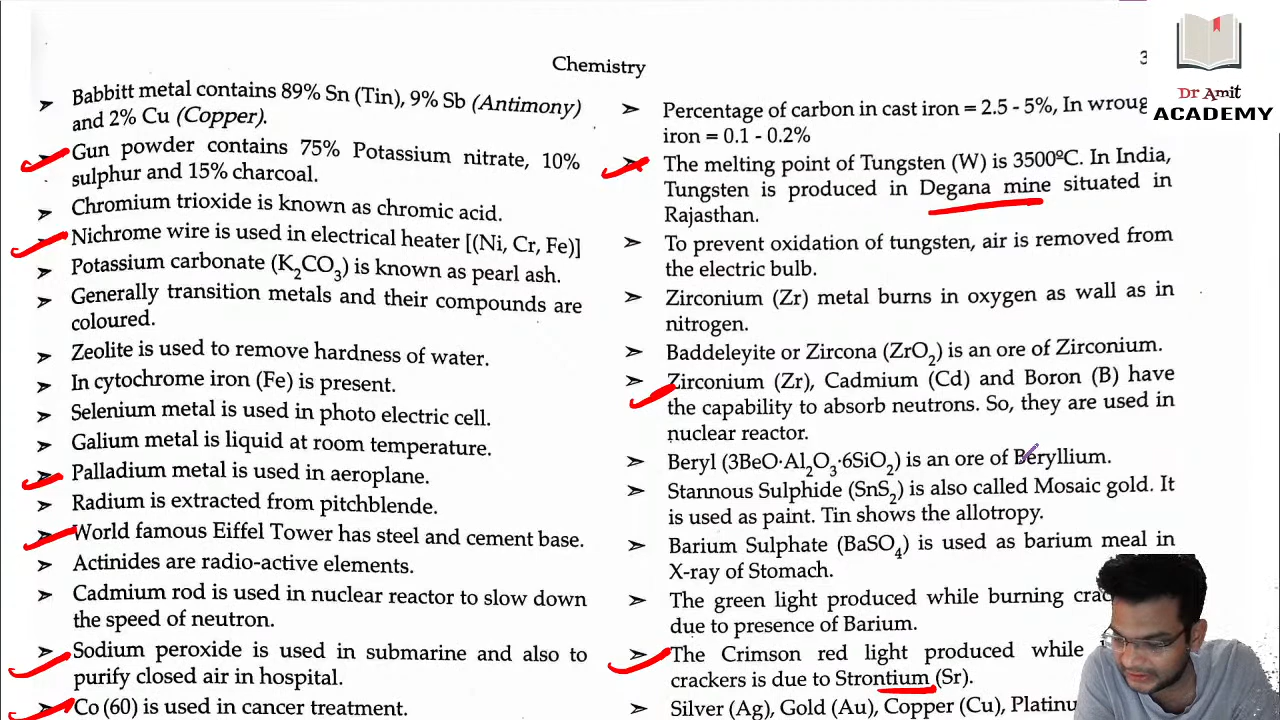 Chemistry
3
Dr Amit
ACADEMY
➤ Babbitt metal contains 89% Sn (Tin), 9% Sb (Antimony)
and 2% Cu (Copper).
➤ Gun powder contains 75% Potassium nitrate, 10%
sulphur and 15% charcoal.
➤ Chromium trioxide is known as chromic acid.
➤ Nichrome wire is used in electrical heater [(Ni, Cr, Fe)]
➤ Potassium carbonate (K₂CO₃) is known as pearl ash.
➤ Generally transition metals and their compounds are
coloured.
➤ Zeolite is used to remove hardness of water.
➤ In cytochrome iron (Fe) is present.
➤ Selenium metal is used in photo electric cell.
➤ Galium metal is liquid at room temperature.
➤ Palladium metal is used in aeroplane.
➤ Radium is extracted from pitchblende.
➤ World famous Eiffel Tower has steel and cement base.
➤ Actinides are radio-active elements.
➤ Cadmium rod is used in nuclear reactor to slow down
the speed of neutron.
➤ Sodium peroxide is used in submarine and also to
purify closed air in hospital.
➤ Co (60) is used in cancer treatment.
➤ Percentage of carbon in cast iron = 2.5 - 5%, In wroug
iron = 0.1 - 0.2%
➤ The melting point of Tungsten (W) is 3500ºC. In India,
Tungsten is produced in Degana mine situated in
Rajasthan.
➤ To prevent oxidation of tungsten, air is removed from
the electric bulb.
➤ Zirconium (Zr) metal burns in oxygen as wall as in
nitrogen.
➤ Baddeleyite or Zircona (ZrO₂) is an ore of Zirconium.
➤ Zirconium (Zr), Cadmium (Cd) and Boron (B) have
the capability to absorb neutrons. So, they are used in
nuclear reactor.
➤ Beryl (3BeO·Al₂O₃·6SiO₂) is an ore of Beryllium.
➤ Stannous Sulphide (SnS₂) is also called Mosaic gold. It
is used as paint. Tin shows the allotropy.
➤ Barium Sulphate (BaSO₄) is used as barium meal in
X-ray of Stomach.
➤ The green light produced while burning
due to presence of Barium.
➤ The Crimson red light produced while
crackers is due to Strontium (Sr).
Silver (Ag), Gold (Au), Copper (Cu),